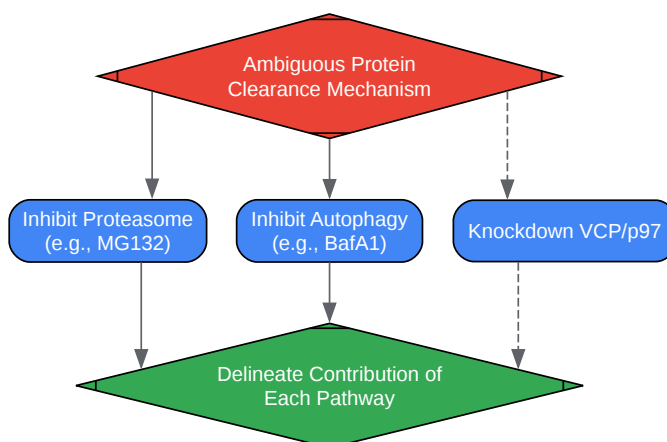 Ambiguous Protein
Clearance Mechanism
Inhibit Proteasome
(e.g., MG132)
Inhibit Autophagy
(e.g., BafA1)
Knockdown VCP/p97
Delineate Contribution of
Each Pathway